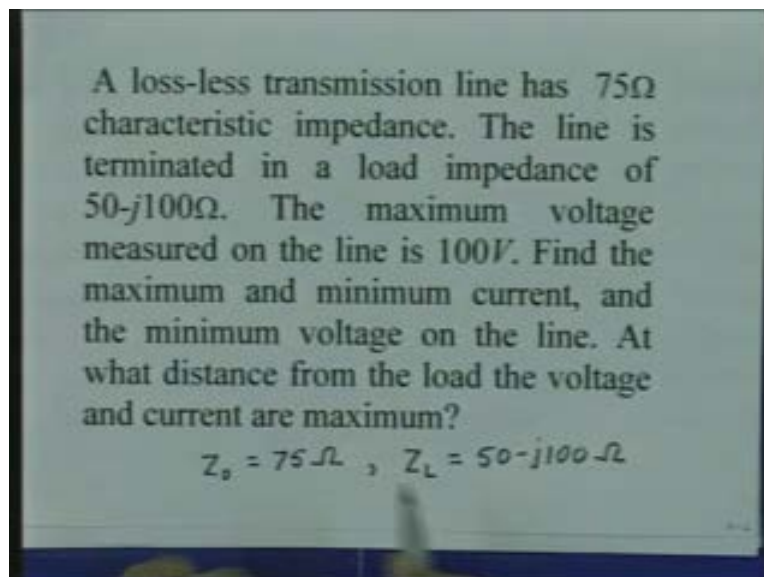 A loss-less transmission line has 75Ω
characteristic impedance. The line is
terminated in a load impedance of
50-j100Ω. The maximum voltage
measured on the line is 100V. Find the
maximum and minimum current, and
the minimum voltage on the line. At
what distance from the load the voltage
and current are maximum?
Z₀ = 75Ω , Z_L = 50-j100Ω